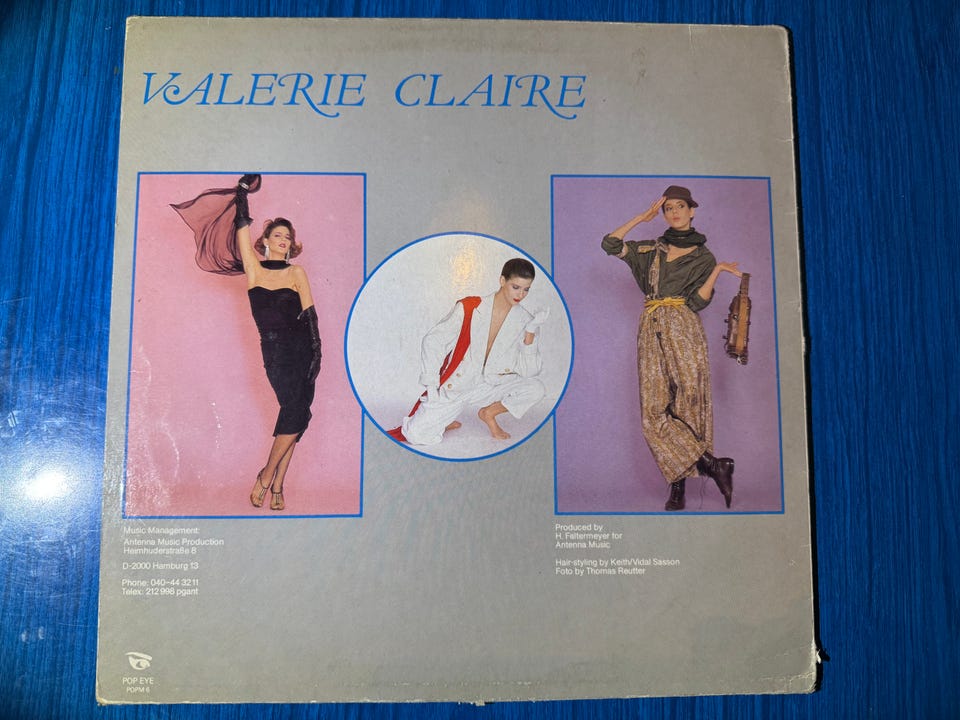 VALERIE CLAIRE
Music Management:
Antenna Music Production
Heimhuderstraße 8
D-2000 Hamburg 13
Phone: 040-44 32 11
Telex: 212 996 pgant
Produced by
H. Faltermeyer for
Antenna Music
Hair-styling by Keith/Vidal Sasson
Foto by Thomas Reutter
POP EYE
POPM 6